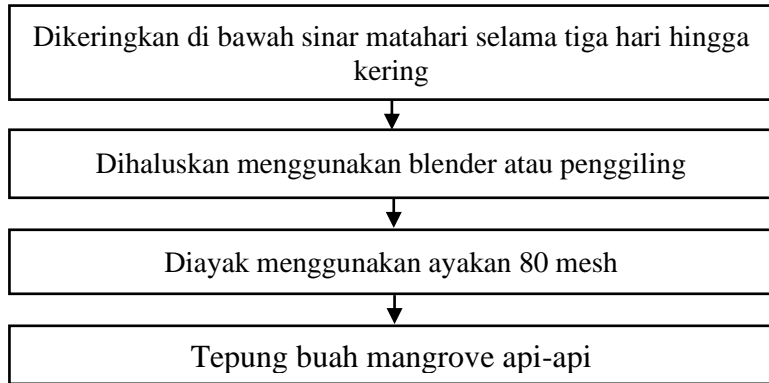 Dikeringkan di bawah sinar matahari selama tiga hari hingga
kering
Dihaluskan menggunakan blender atau penggiling
Diayak menggunakan ayakan 80 mesh
Tepung buah mangrove api-api